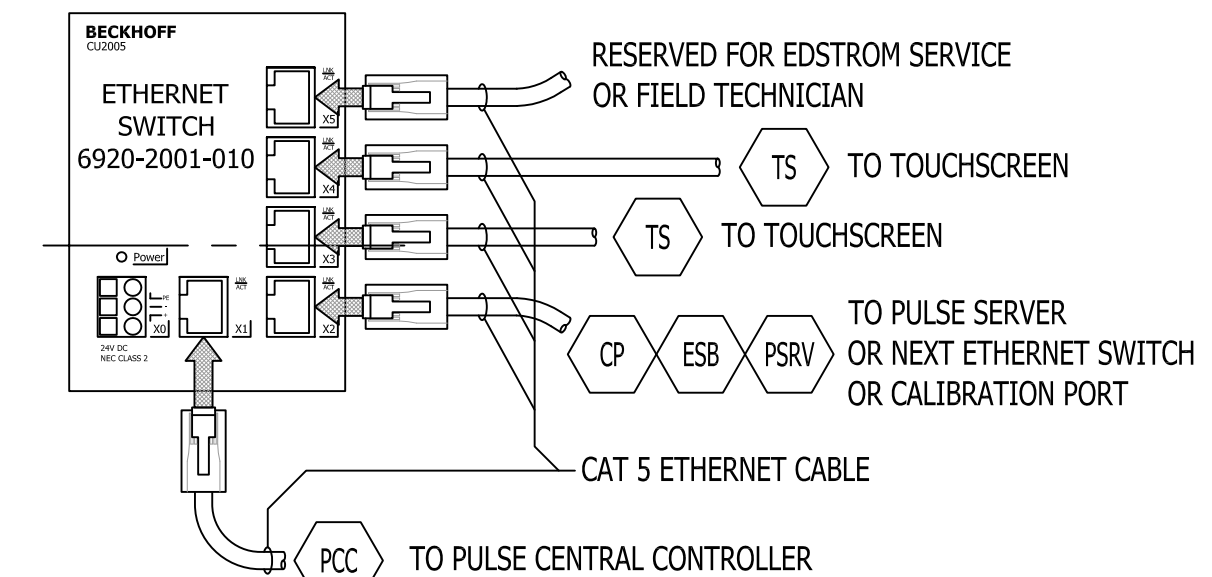 BECKHOFF
CU2005
ETHERNET
SWITCH
6920-2001-010
LNK
ACT
X5
RESERVED FOR EDSTROM SERVICE
OR FIELD TECHNICIAN
LNK
ACT
X4
TS
TO TOUCHSCREEN
LNK
ACT
X3
TS
TO TOUCHSCREEN
Power
PE
-
+
X0
24V DC
NEC CLASS 2
LNK
ACT
X1
LNK
ACT
X2
CP
ESB
PSRV
TO PULSE SERVER
OR NEXT ETHERNET SWITCH
OR CALIBRATION PORT
CAT 5 ETHERNET CABLE
PCC
TO PULSE CENTRAL CONTROLLER